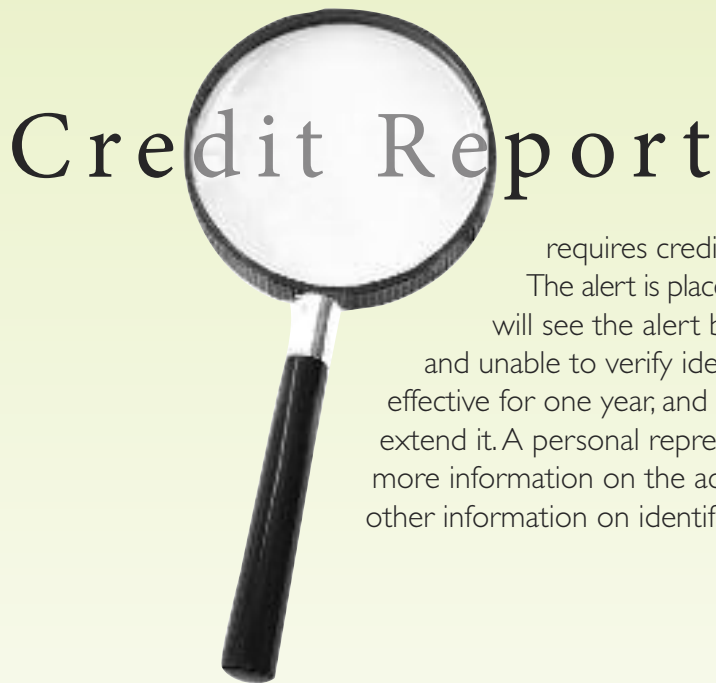 Credit Report
requires credi
The alert is place
will see the alert b
and unable to verify ide
effective for one year, and
extend it. A personal repre
more information on the ac
other information on identif